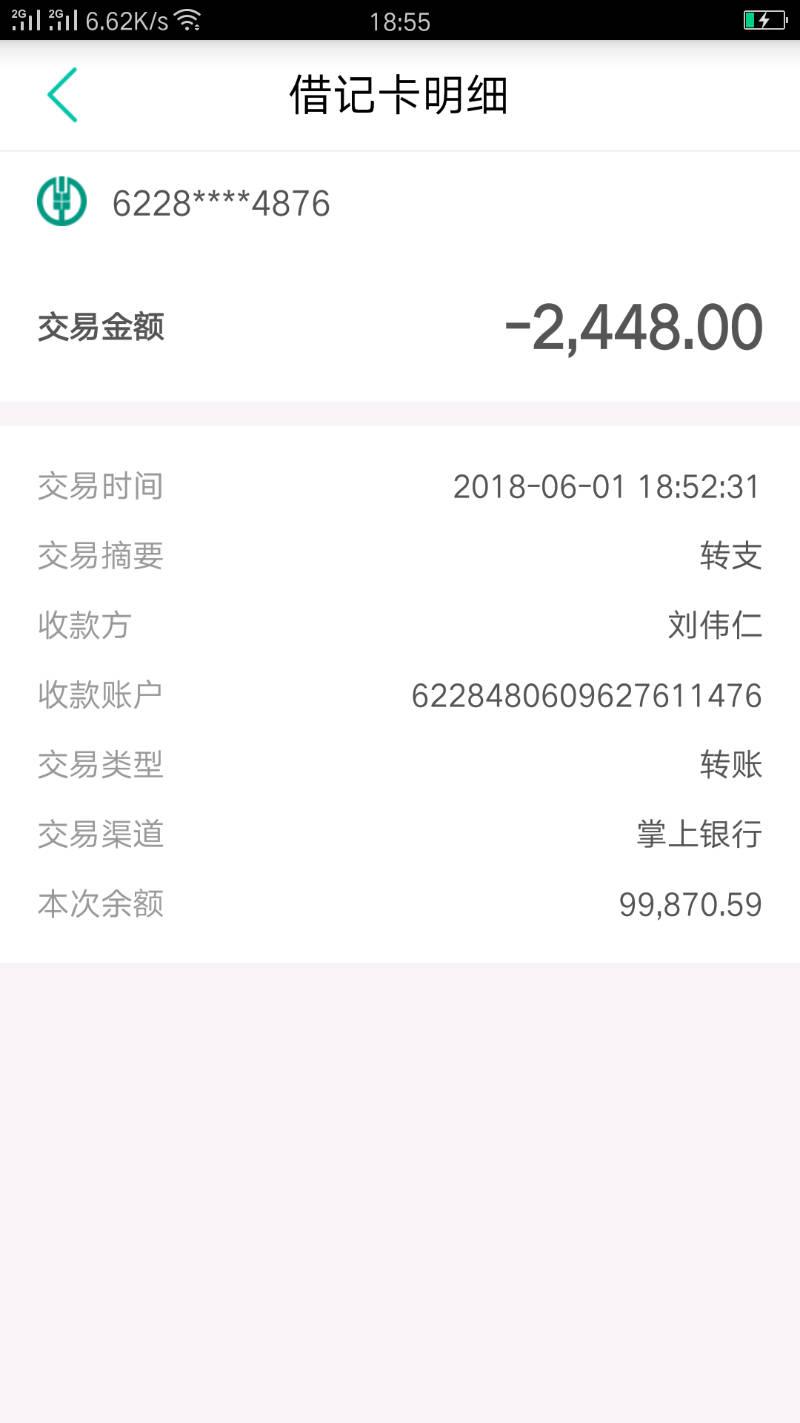 2G 2G 6.62K/s 18:55
借记卡明细
6228****4876
交易金额 -2,448.00
交易时间 2018-06-01 18:52:31
交易摘要 转支
收款方 刘伟仁
收款账户 6228480609627611476
交易类型 转账
交易渠道 掌上银行
本次余额 99,870.59